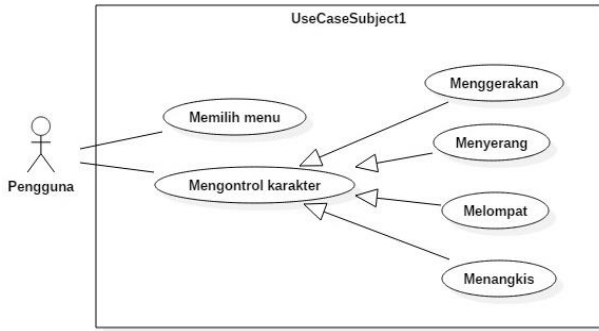 UseCaseSubject1
Menggerakan
Memilih menu
Menyerang
Pengguna
Mengontrol karakter
Melompat
Menangkis